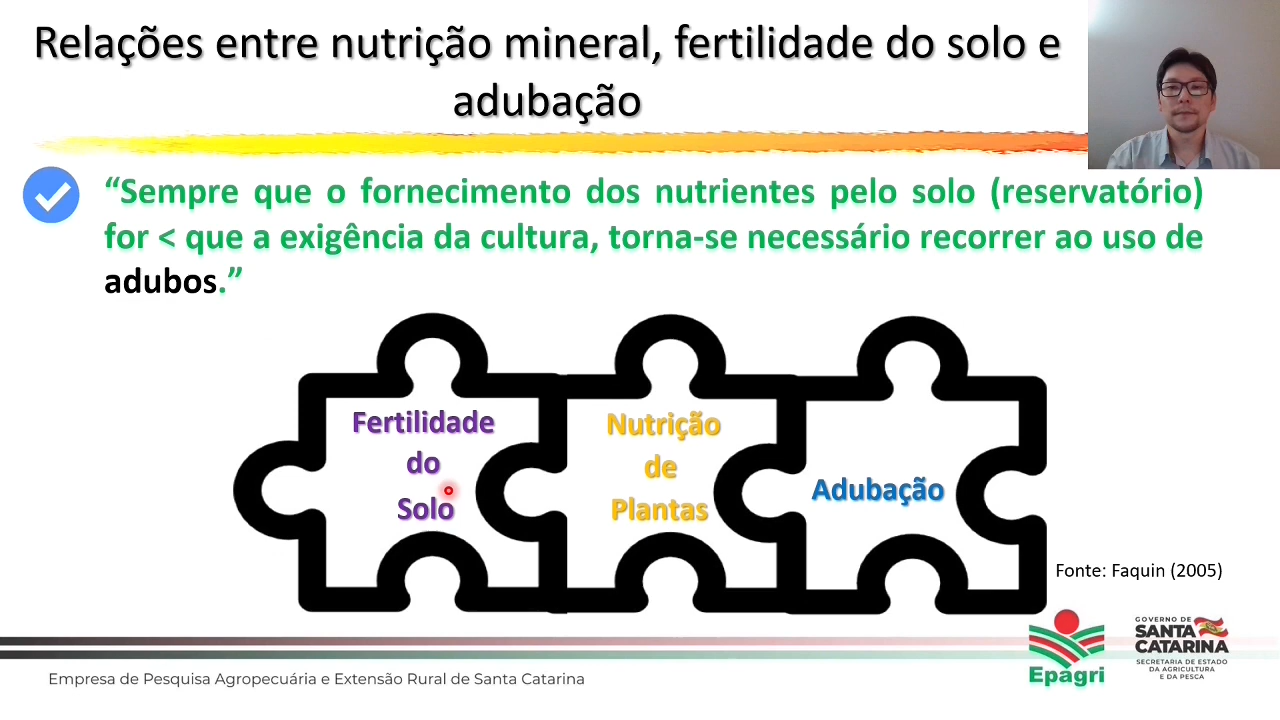 Relações entre nutrição mineral, fertilidade do solo e
adubação
“Sempre que o fornecimento dos nutrientes pelo solo (reservatório)
for < que a exigência da cultura, torna-se necessário recorrer ao uso de
adubos.”
Fertilidade
do
Solo
Nutrição
de
Plantas
Adubação
Fonte: Faquin (2005)
Epagri
GOVERNO DE
SANTA
CATARINA
SECRETARIA DE ESTADO
DA AGRICULTURA
E DA PESCA
Empresa de Pesquisa Agropecuária e Extensão Rural de Santa Catarina